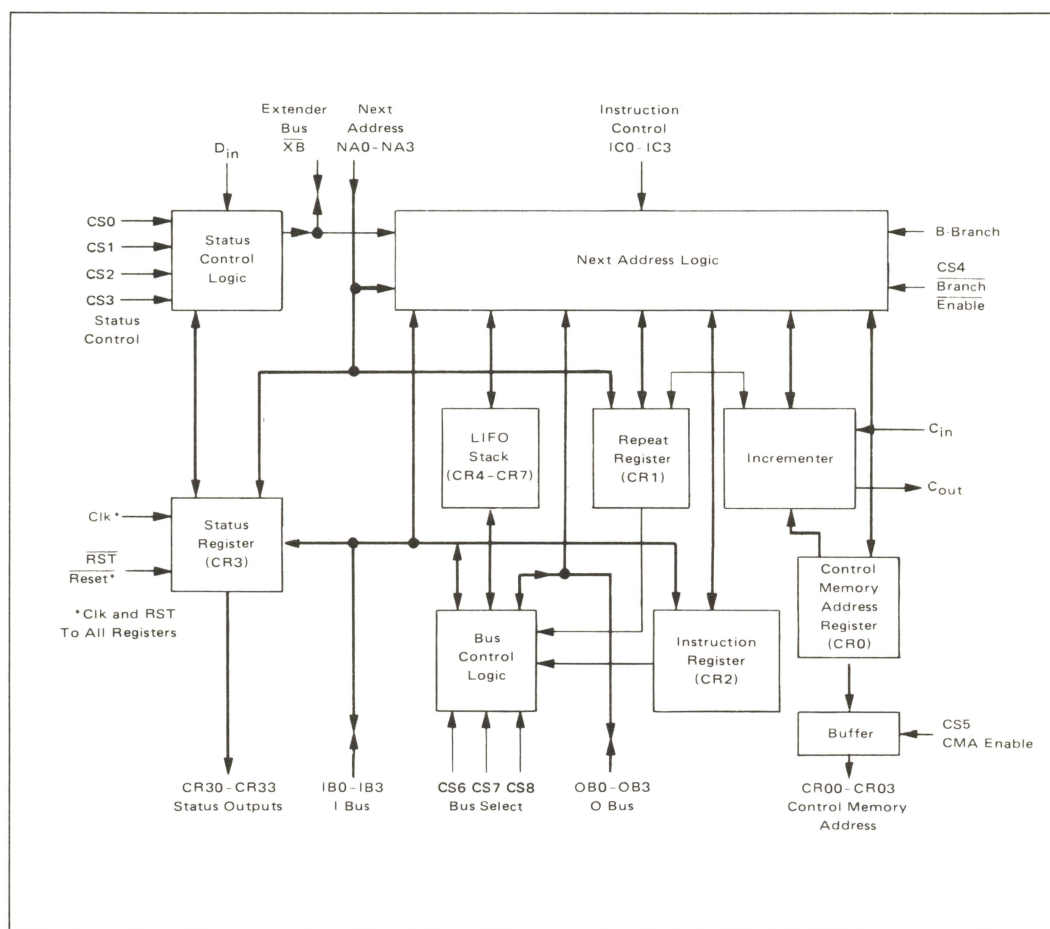 Extender
Bus
XB
Next
Address
NA0-NA3
Instruction
Control
IC0-IC3
Din
CS0
CS1
CS2
CS3
Status
Control
Status
Control
Logic
Next Address Logic
B-Branch
CS4
Branch
Enable
LIFO
Stack
(CR4-CR7)
Repeat
Register
(CR1)
Incrementer
Cin
Cout
Clk*
RST
Reset*
*Clk and RST
To All Registers
Status
Register
(CR3)
Bus
Control
Logic
Instruction
Register
(CR2)
Control
Memory
Address
Register
(CR0)
Buffer
CS5
CMA Enable
CR30-CR33
Status Outputs
IB0-IB3
I Bus
CS6 CS7 CS8
Bus Select
OB0-OB3
O Bus
CR00-CR03
Control Memory
Address